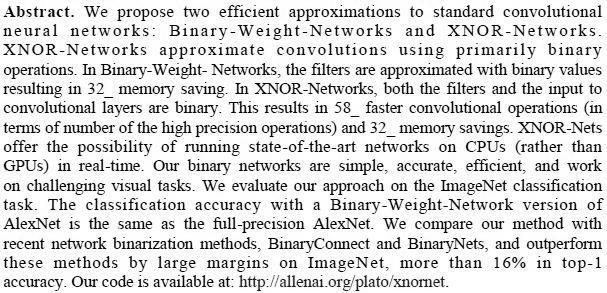 Abstract. We propose two efficient approximations to standard convolutional
neural networks: Binary-Weight-Networks and XNOR-Networks.
XNOR-Networks approximate convolutions using primarily binary
operations. In Binary-Weight- Networks, the filters are approximated with binary values
resulting in 32_ memory saving. In XNOR-Networks, both the filters and the input to
convolutional layers are binary. This results in 58_ faster convolutional operations (in
terms of number of the high precision operations) and 32_ memory savings. XNOR-Nets
offer the possibility of running state-of-the-art networks on CPUs (rather than
GPUs) in real-time. Our binary networks are simple, accurate, efficient, and work
on challenging visual tasks. We evaluate our approach on the ImageNet classification
task. The classification accuracy with a Binary-Weight-Network version of
AlexNet is the same as the full-precision AlexNet. We compare our method with
recent network binarization methods, BinaryConnect and BinaryNets, and outperform
these methods by large margins on ImageNet, more than 16% in top-1
accuracy. Our code is available at: http://allenai.org/plato/xnornet.